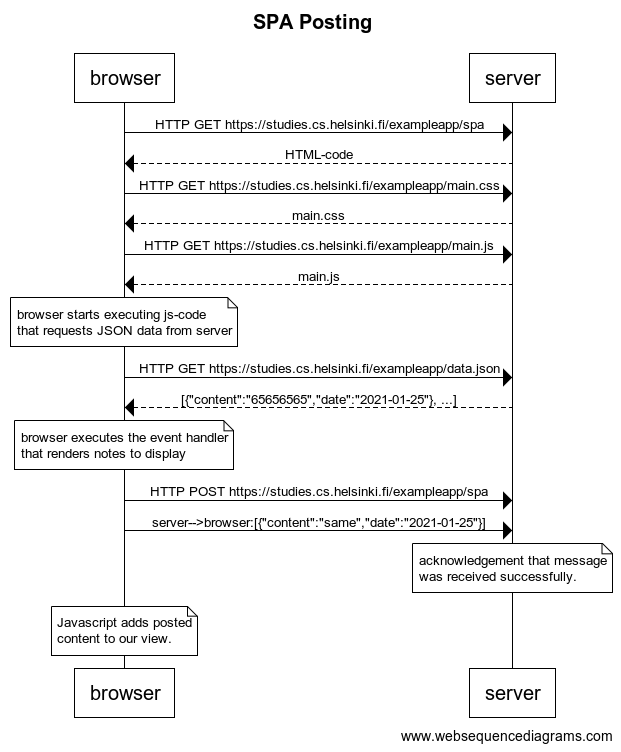 SPA Posting
browser
server
HTTP GET https://studies.cs.helsinki.fi/exampleapp/spa
HTML-code
HTTP GET https://studies.cs.helsinki.fi/exampleapp/main.css
main.css
HTTP GET https://studies.cs.helsinki.fi/exampleapp/main.js
main.js
browser starts executing js-code
that requests JSON data from server
HTTP GET https://studies.cs.helsinki.fi/exampleapp/data.json
[{"content":"65656565","date":"2021-01-25"}, ...]
browser executes the event handler
that renders notes to display
HTTP POST https://studies.cs.helsinki.fi/exampleapp/spa
server-->browser:[{"content":"same","date":"2021-01-25"}]
acknowledgement that message
was received successfully.
Javascript adds posted
content to our view.
browser
server
www.websequencediagrams.com